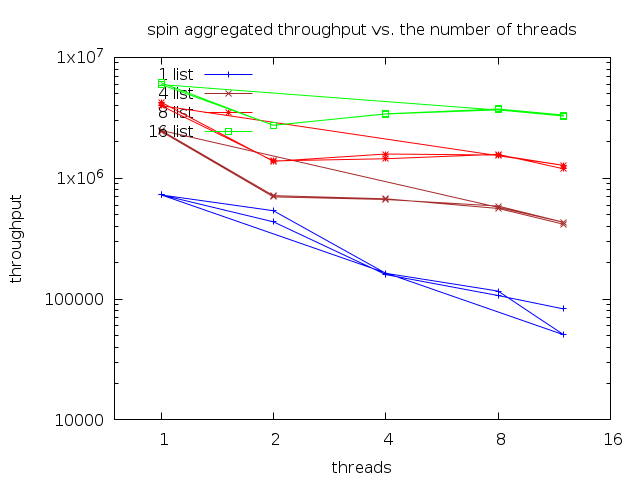 spin aggregated throughput vs. the number of threads
1x10^7
1x10^6
100000
10000
throughput
1 list
4 list
8 list
16 list
1 2 4 8 16
threads